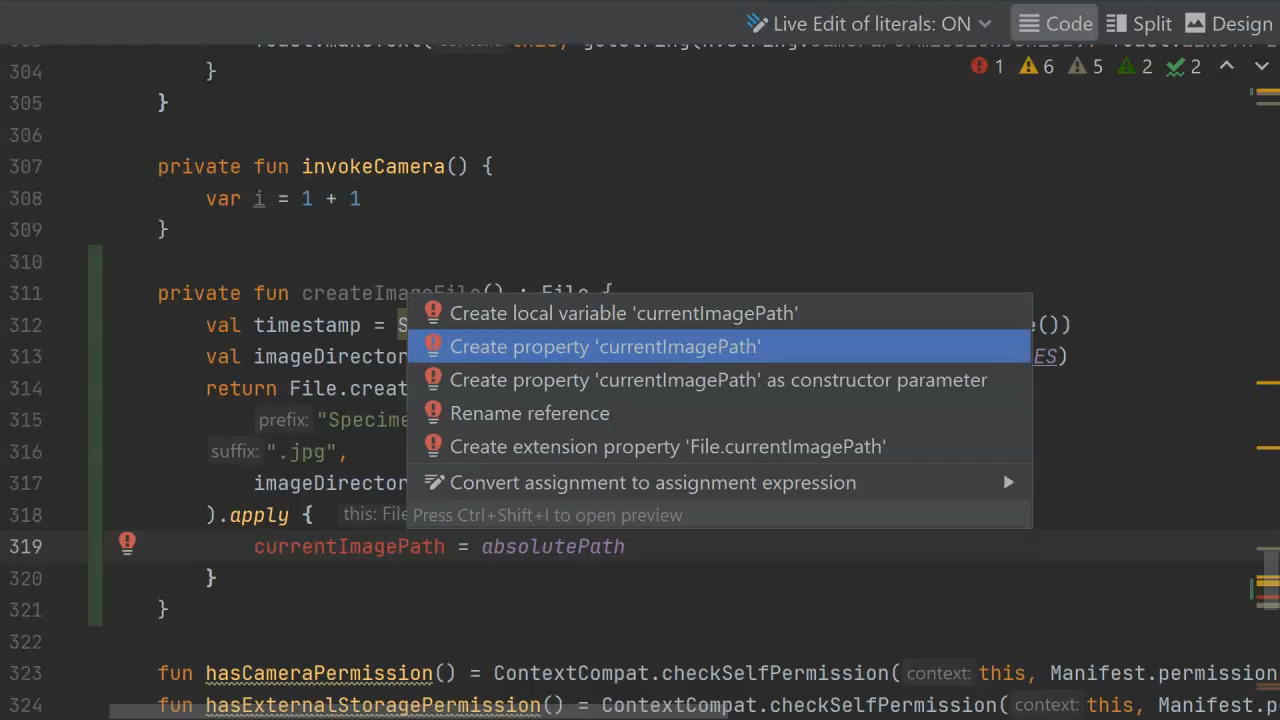 Live Edit of literals: ON Code Split Design
304 }
1 6 5 2 2
305 }
306
307 private fun invokeCamera() {
308 var i = 1 + 1
309 }
310
311 private fun createImageFile() : File {
312 val timestamp = S e())
Create local variable 'currentImagePath'
Create property 'currentImagePath'
313 val imageDirector ES)
Create property 'currentImagePath' as constructor parameter
314 return File.creat
Rename reference
315 prefix: "Specime
Create extension property 'File.currentImagePath'
316 suffix: ".jpg",
Convert assignment to assignment expression
317 imageDirector
Press Ctrl+Shift+I to open preview
318 ).apply { this: File
319 currentImagePath = absolutePath
320 }
321 }
322
323 fun hasCameraPermission() = ContextCompat.checkSelfPermission( context: this, Manifest.permission
324 fun hasExternalStoragePermission() = ContextCompat.checkSelfPermission( context: this, Manifest.p